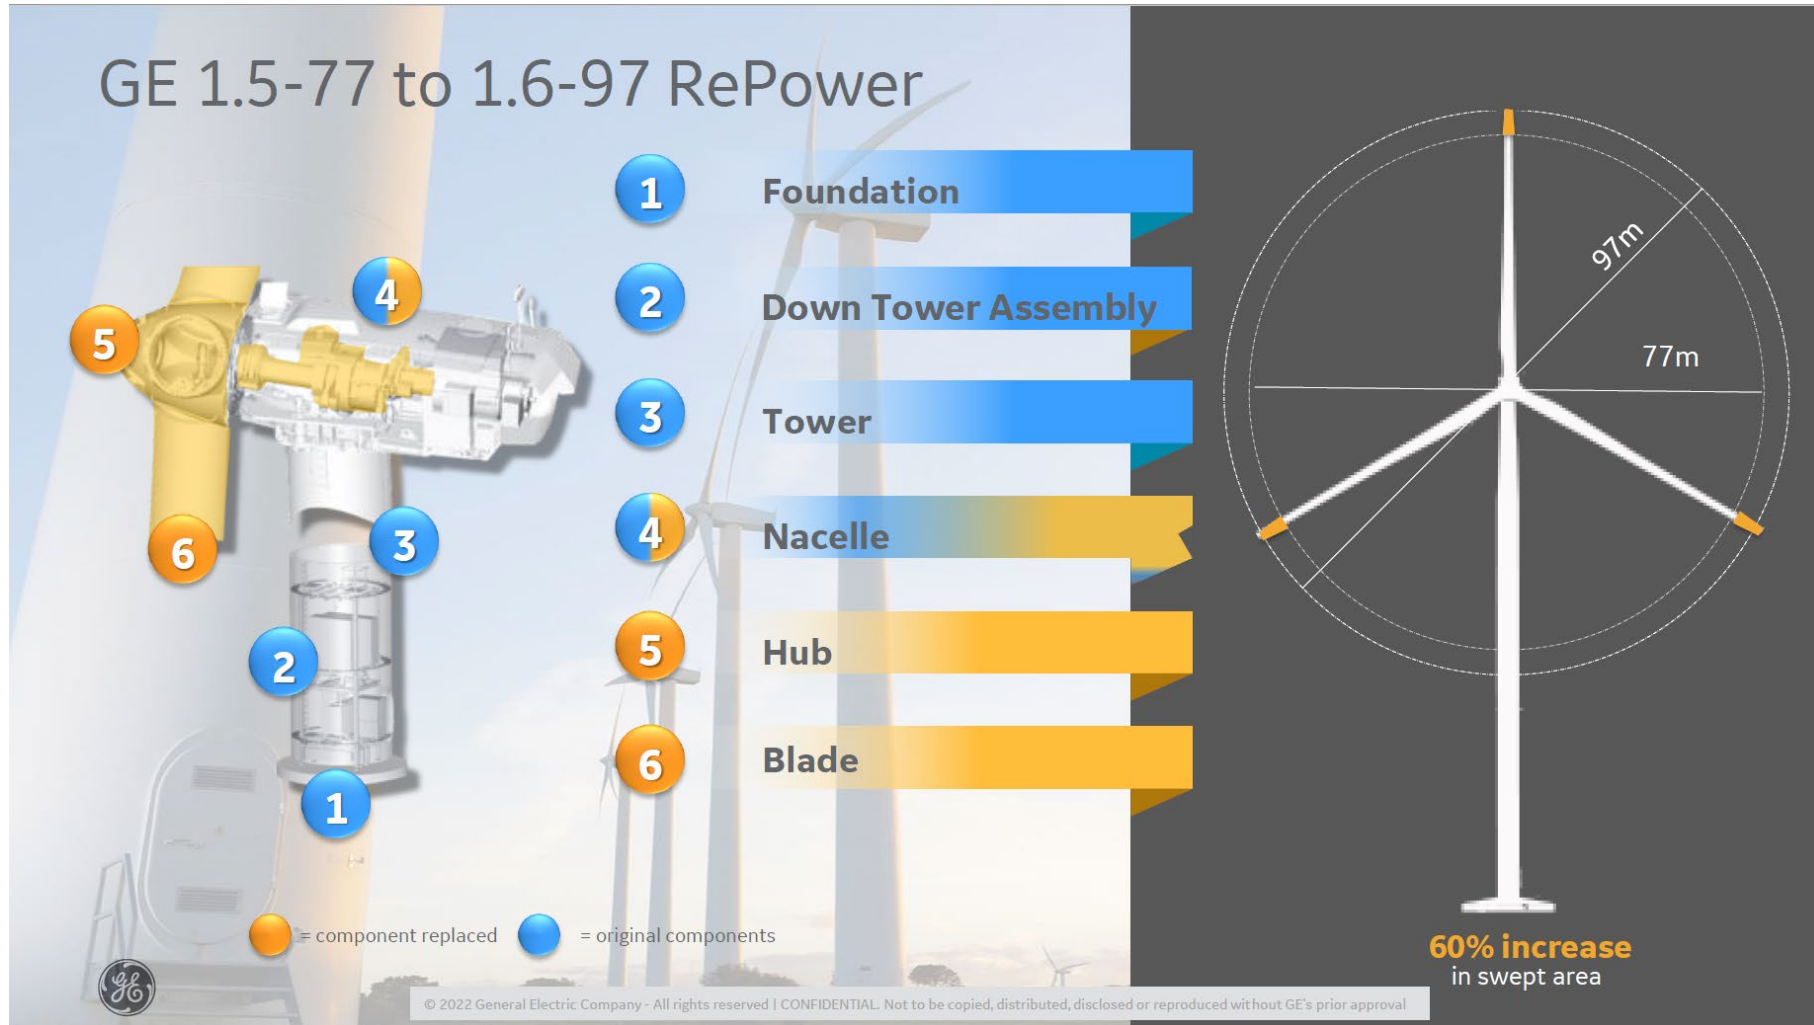 GE 1.5-77 to 1.6-97 RePower
1
Foundation
2
Down Tower Assembly
3
Tower
4
Nacelle
5
Hub
6
Blade
4
5
6
3
2
1
= component replaced
= original components
97m
77m
60% increase
in swept area
GE
© 2022 General Electric Company - All rights reserved | CONFIDENTIAL. Not to be copied, distributed, disclosed or reproduced without GE's prior approval